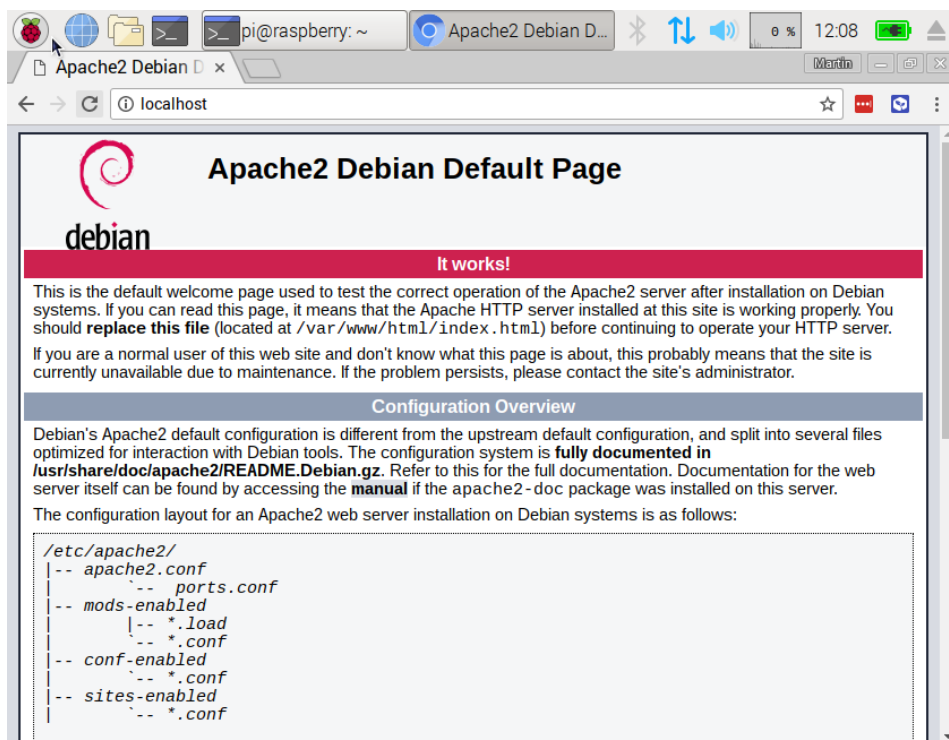 pi@raspberry: ~
Apache2 Debian D...
0 %
12:08
Apache2 Debian D
Martin
localhost
debian
Apache2 Debian Default Page
It works!
This is the default welcome page used to test the correct operation of the Apache2 server after installation on Debian
systems. If you can read this page, it means that the Apache HTTP server installed at this site is working properly. You
should replace this file (located at /var/www/html/index.html) before continuing to operate your HTTP server.
If you are a normal user of this web site and don't know what this page is about, this probably means that the site is
currently unavailable due to maintenance. If the problem persists, please contact the site's administrator.
Configuration Overview
Debian's Apache2 default configuration is different from the upstream default configuration, and split into several files
optimized for interaction with Debian tools. The configuration system is fully documented in
/usr/share/doc/apache2/README.Debian.gz. Refer to this for the full documentation. Documentation for the web
server itself can be found by accessing the manual if the apache2-doc package was installed on this server.
The configuration layout for an Apache2 web server installation on Debian systems is as follows:
/etc/apache2/
|-- apache2.conf
|       `--  ports.conf
|-- mods-enabled
|       |-- *.load
|       `-- *.conf
|-- conf-enabled
|       `-- *.conf
|-- sites-enabled
|       `-- *.conf